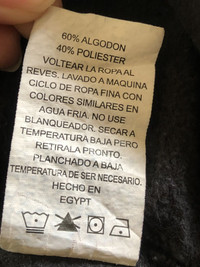 60% ALGODON
40% POLIESTER
VOLTEAR LA ROPA AL
REVES. LAVADO A MAQUINA
CICLO DE ROPA FINA CON
COLORES SIMILARES EN
AGUA FRIA. NO USE
BLANQUEADOR. SECAR A
TEMPERATURA BAJA PERO
RETIRALA PRONTO.
PLANCHADO A BAJA
TEMPERATURA DE SER NECESARIO.
HECHO EN
EGYPT